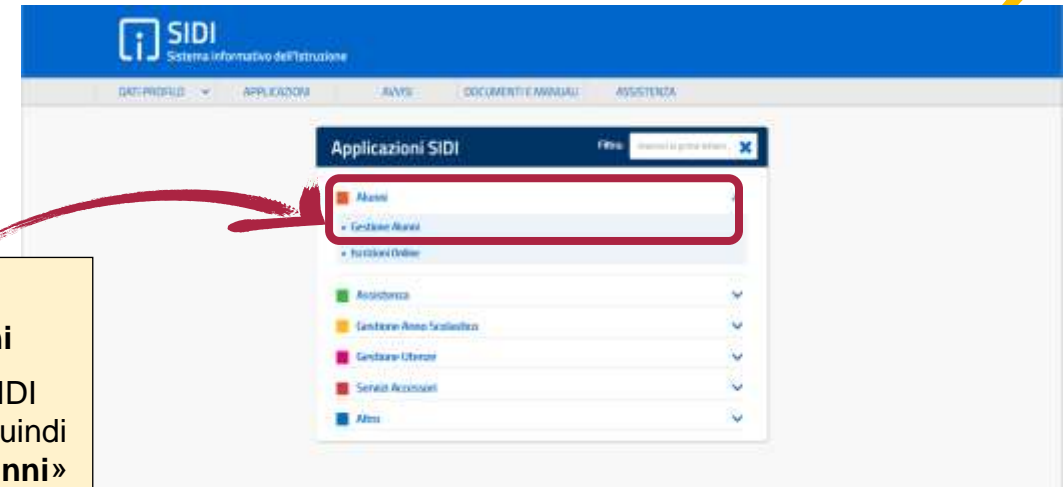 SIDI
Sistema informativo dell'Istruzione
DATI PROFILO APPLICAZIONI AVVISI DOCUMENTI E MANUALI ASSISTENZA
Applicazioni SIDI
Filtro:
Alunni
Gestione Alunni
Iscrizioni Online
Assistenza
Gestione Anno Scolastico
Gestione Utenze
Servizi Accessori
Altro
ni
IDI
uindi
nni»